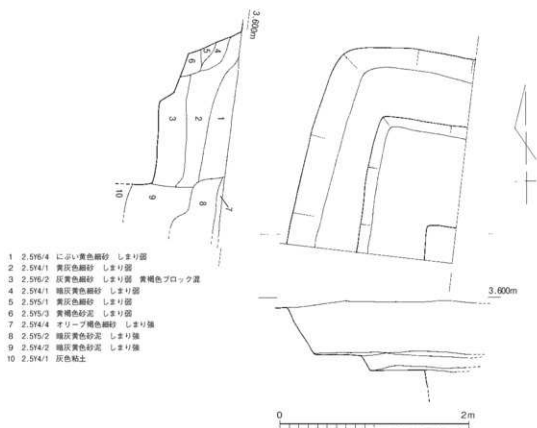 3.600m
6
5
4
3
2
1
10
9
8
7
1 2.5Y6/4 にぶい黄色細砂 しまり弱
2 2.5Y4/1 黄灰色細砂 しまり弱
3 2.5Y6/2 灰黄色細砂 しまり弱 黄褐色ブロック混
4 2.5Y4/1 暗灰黄色細砂 しまり弱
5 2.5Y5/1 黄灰色細砂 しまり弱
6 2.5Y5/3 黄褐色砂泥 しまり弱
7 2.5Y4/4 オリーブ褐色細砂 しまり強
8 2.5Y5/2 暗灰黄色砂泥 しまり強
9 2.5Y4/2 暗灰黄色砂泥 しまり強
10 2.5Y4/1 灰色粘土
3.600m
0 2m